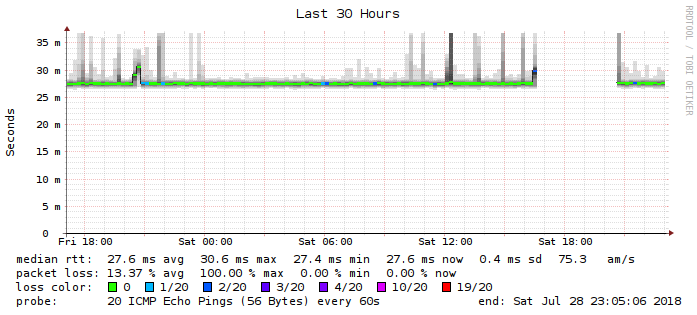 Last 30 Hours
RRDTOOL / TOBI OETIKER
Seconds
35 m
30 m
25 m
20 m
15 m
10 m
5 m
0
Fri 18:00 Sat 00:00 Sat 06:00 Sat 12:00 Sat 18:00
median rtt: 27.6 ms avg 30.6 ms max 27.4 ms min 27.6 ms now 0.4 ms sd 75.3 am/s
packet loss: 13.37 % avg 100.00 % max 0.00 % min 0.00 % now
loss color: 0 1/20 2/20 3/20 4/20 10/20 19/20
probe: 20 ICMP Echo Pings (56 Bytes) every 60s end: Sat Jul 28 23:05:06 2018